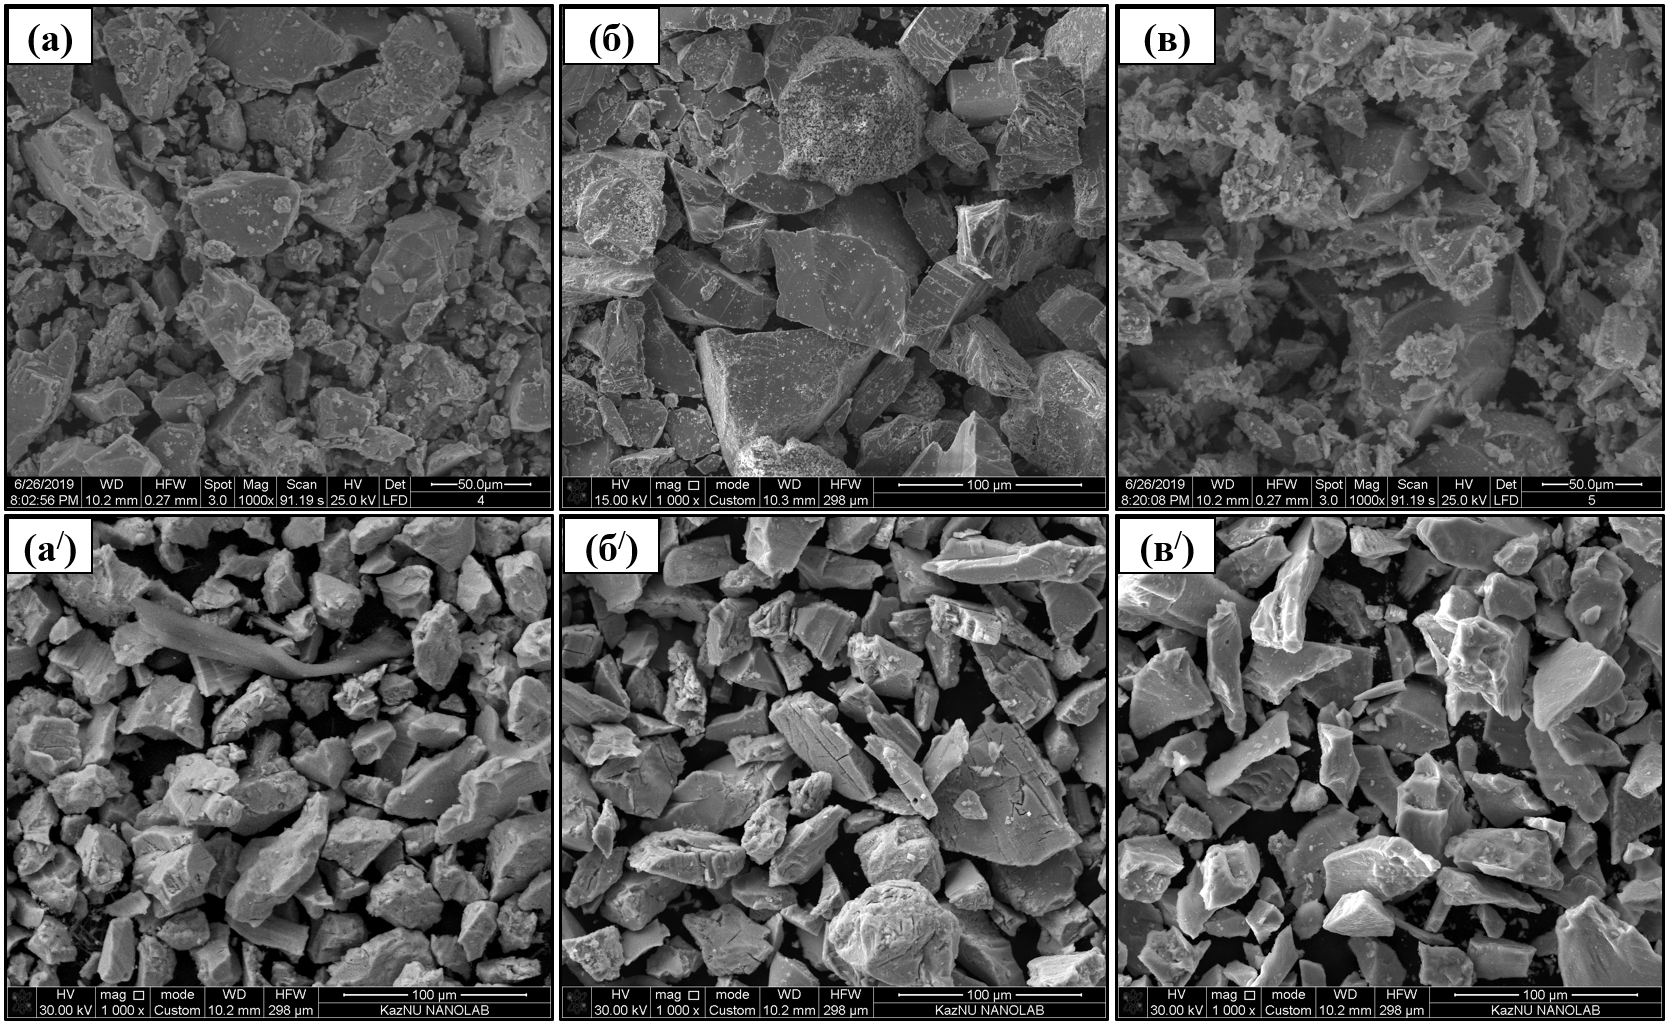 (а)
(б)
(в)
6/26/2019 WD HFW Spot Mag Scan HV Det 50.0µm
8:02:56 PM 10.2 mm 0.27 mm 3.0 1000x 91.19 s 25.0 kV LFD 4
HV mag mode WD HFW 100 µm
15.00 kV 1 000 x Custom 10.3 mm 298 µm
6/26/2019 WD HFW Spot Mag Scan HV Det 50.0µm
8:20:08 PM 10.2 mm 0.27 mm 3.0 1000x 91.19 s 25.0 kV LFD 5
(а/)
(б/)
(в/)
HV mag mode WD HFW 100 µm
30.00 kV 1 000 x Custom 10.2 mm 298 µm KazNU NANOLAB
HV mag mode WD HFW 100 µm
30.00 kV 1 000 x Custom 10.2 mm 298 µm KazNU NANOLAB
HV mag mode WD HFW 100 µm
30.00 kV 1 000 x Custom 10.2 mm 298 µm KazNU NANOLAB